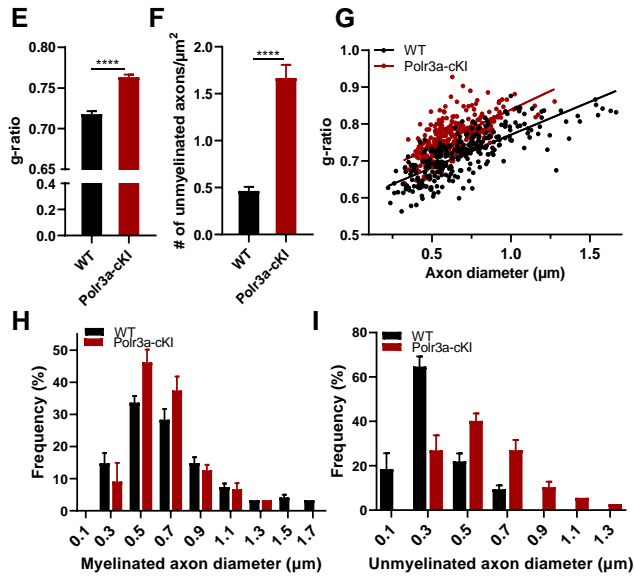 E
g-ratio
0.80
0.75
0.70
0.65
0.4
0.2
0.0
****
WT
Polr3a-cKI
F
# of unmyelinated axons/µm²
2.0
1.5
1.0
0.5
0.0
****
WT
Polr3a-cKI
G
WT
Polr3a-cKI
g-ratio
1.0
0.9
0.8
0.7
0.6
0.5
0.5
1.0
1.5
Axon diameter (µm)
H
WT
Polr3a-cKI
Frequency (%)
50
40
30
20
10
0
0.1
0.3
0.5
0.7
0.9
1.1
1.3
1.5
1.7
Myelinated axon diameter (µm)
I
WT
Polr3a-cKI
Frequency (%)
80
60
40
20
0
0.1
0.3
0.5
0.7
0.9
1.1
1.3
Unmyelinated axon diameter (µm)